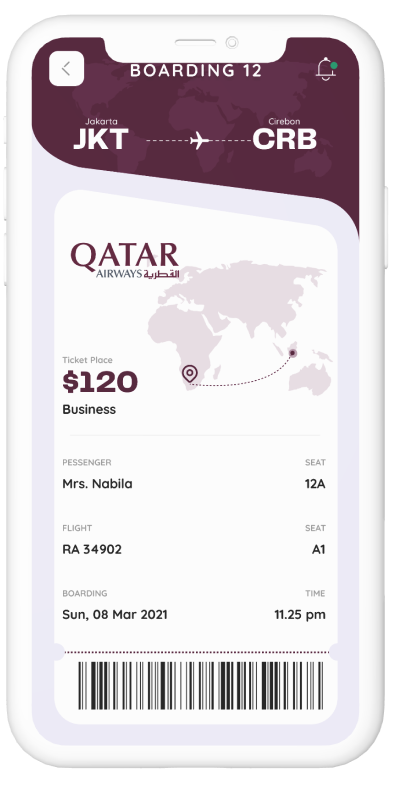 BOARDING 12
Jakarta Cirebon
JKT CRB
QATAR
AIRWAYS القطرية
Ticket Place
$120
Business
PESSENGER SEAT
Mrs. Nabila 12A
FLIGHT SEAT
RA 34902 A1
BOARDING TIME
Sun, 08 Mar 2021 11.25 pm